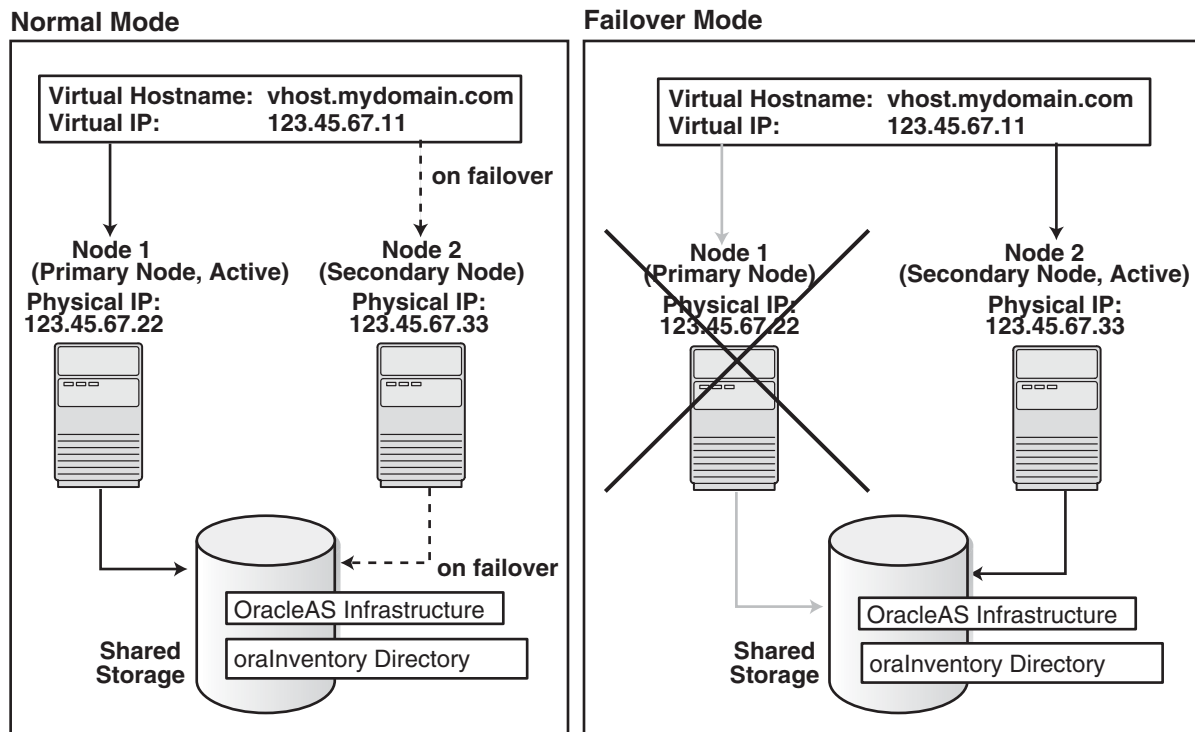 Normal Mode
Virtual Hostname: vhost.mydomain.com
Virtual IP: 123.45.67.11
on failover
Node 1
(Primary Node, Active)
Physical IP:
123.45.67.22
Node 2
(Secondary Node)
Physical IP:
123.45.67.33
on failover
OracleAS Infrastructure
oraInventory Directory
Shared
Storage
Failover Mode
Virtual Hostname: vhost.mydomain.com
Virtual IP: 123.45.67.11
Node 1
(Primary Node)
Physical IP:
123.45.67.22
Node 2
(Secondary Node, Active)
Physical IP:
123.45.67.33
OracleAS Infrastructure
oraInventory Directory
Shared
Storage